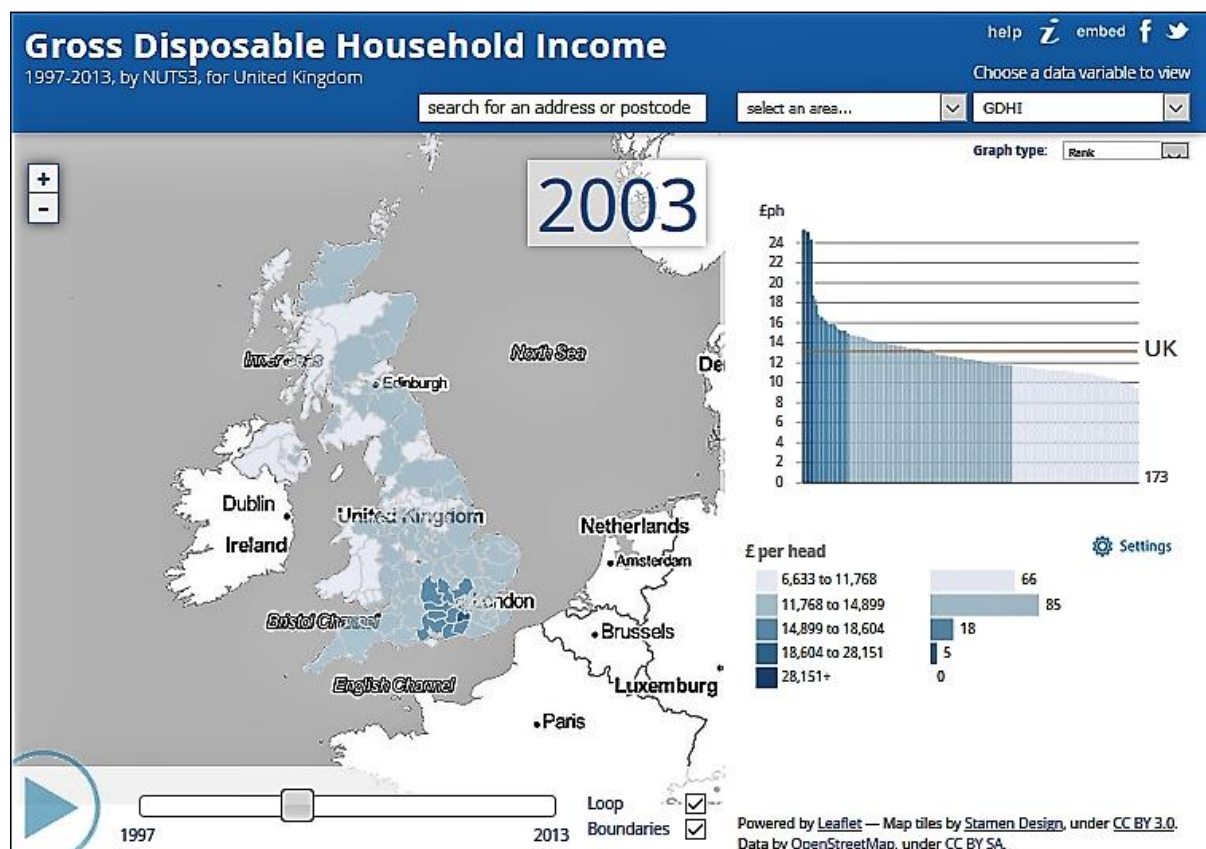 Gross Disposable Household Income
1997-2013, by NUTS3, for United Kingdom
help i embed f
Choose a data variable to view
search for an address or postcode
select an area...
GDHI
+
-
2003
Graph type: Rank
North Sea
Edinburgh
Dublin
Ireland
United Kingdom
Netherlands
Amsterdam
London
Bristol Channel
Brussels
English Channel
Luxemburg
Paris
£ph
24
22
20
18
16
14
12
10
8
6
4
2
0
UK
173
£ per head
Settings
6,633 to 11,768 66
11,768 to 14,899 85
14,899 to 18,604 18
18,604 to 28,151 5
28,151+ 0
1997
2013
Loop
Boundaries
Powered by Leaflet — Map tiles by Stamen Design, under CC BY 3.0.
Data by OpenStreetMap, under CC BY SA.